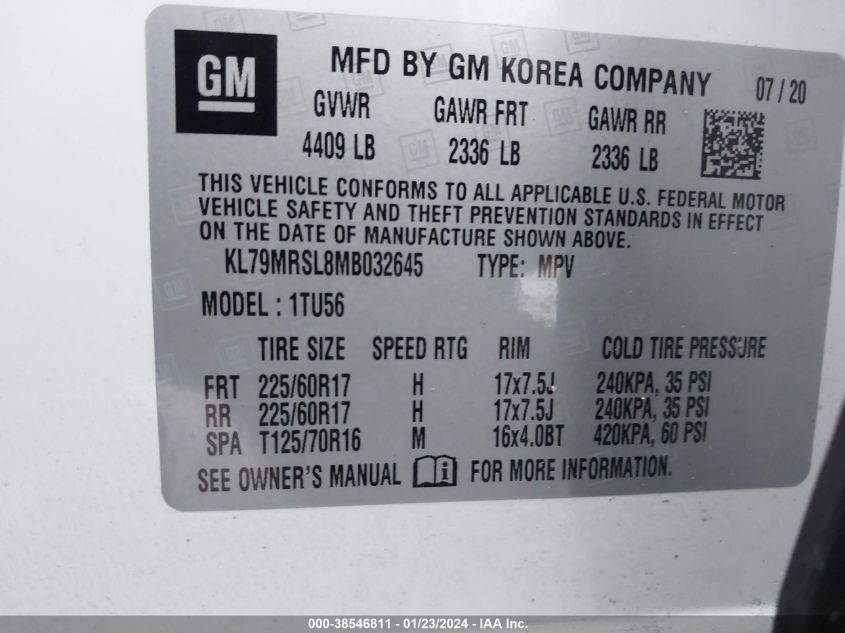 GM
MFD BY GM KOREA COMPANY 07/20
GVWR GAWR FRT GAWR RR
4409 LB 2336 LB 2336 LB
THIS VEHICLE CONFORMS TO ALL APPLICABLE U.S. FEDERAL MOTOR
VEHICLE SAFETY AND THEFT PREVENTION STANDARDS IN EFFECT
ON THE DATE OF MANUFACTURE SHOWN ABOVE.
KL79MRSL8MB032645 TYPE: MPV
MODEL : 1TU56
TIRE SIZE SPEED RTG RIM COLD TIRE PRESSURE
FRT 225/60R17 H 17x7.5J 240KPA, 35 PSI
RR 225/60R17 H 17x7.5J 240KPA, 35 PSI
SPA T125/70R16 M 16x4.0BT 420KPA, 60 PSI
SEE OWNER'S MANUAL i FOR MORE INFORMATION.
000-38546811 - 01/23/2024 - IAA Inc.